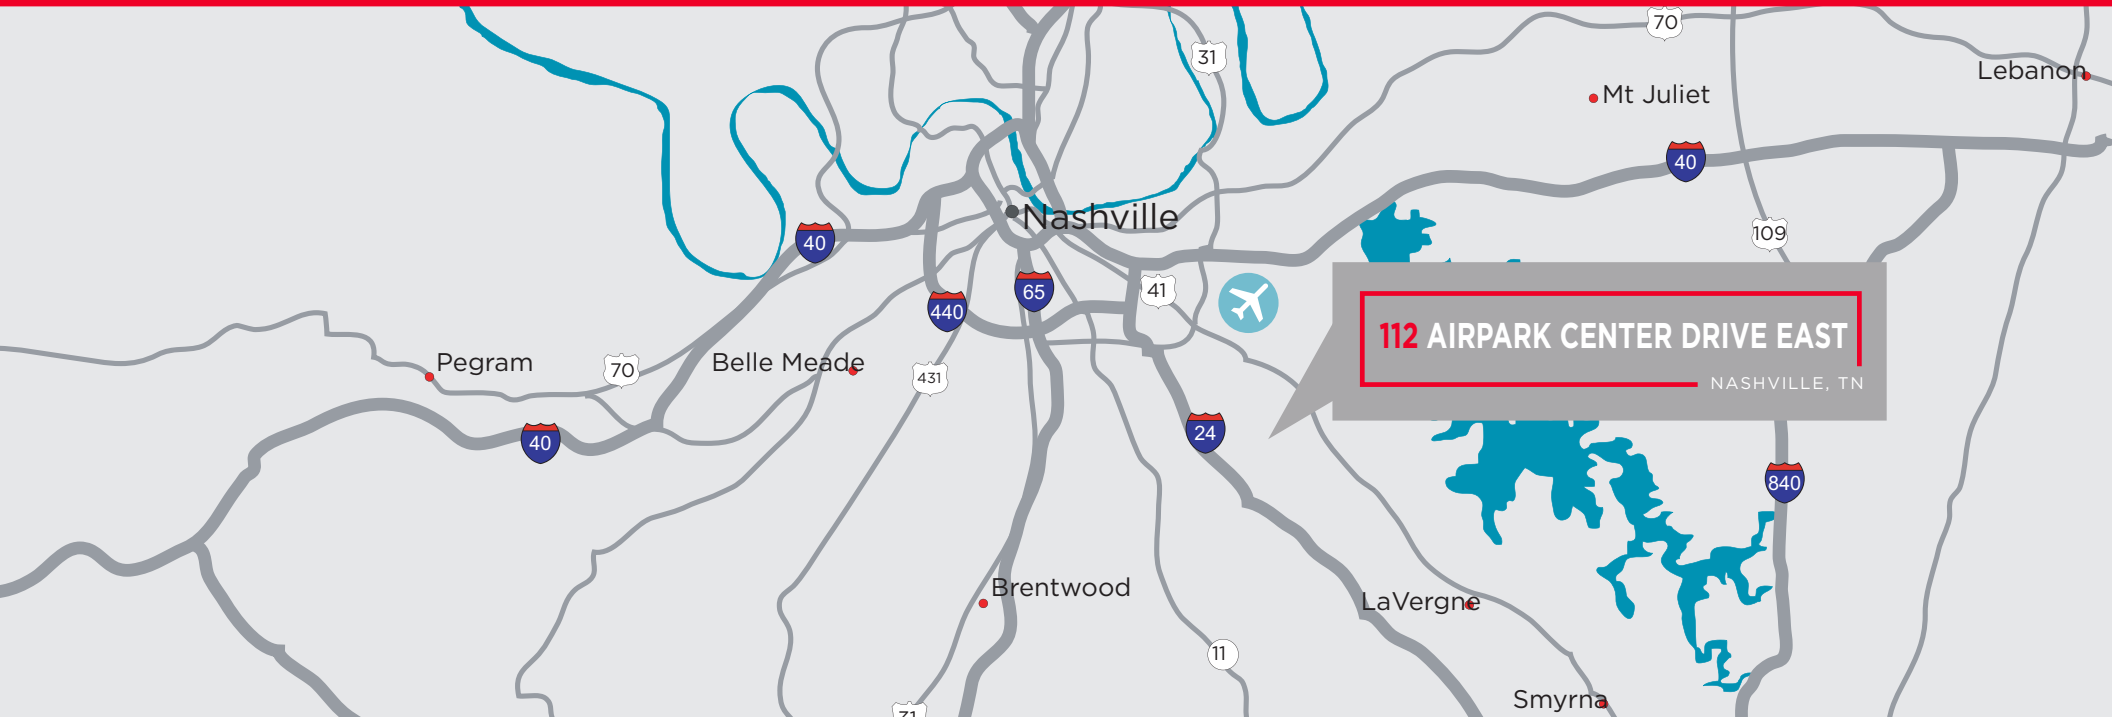 70
31
Lebanon
Mt Juliet
40
Nashville
40
109
65
41
440
112 AIRPARK CENTER DRIVE EAST
NASHVILLE, TN
Pegram
70
Belle Meade
431
40
24
840
Brentwood
LaVergne
11
Smyrna
31